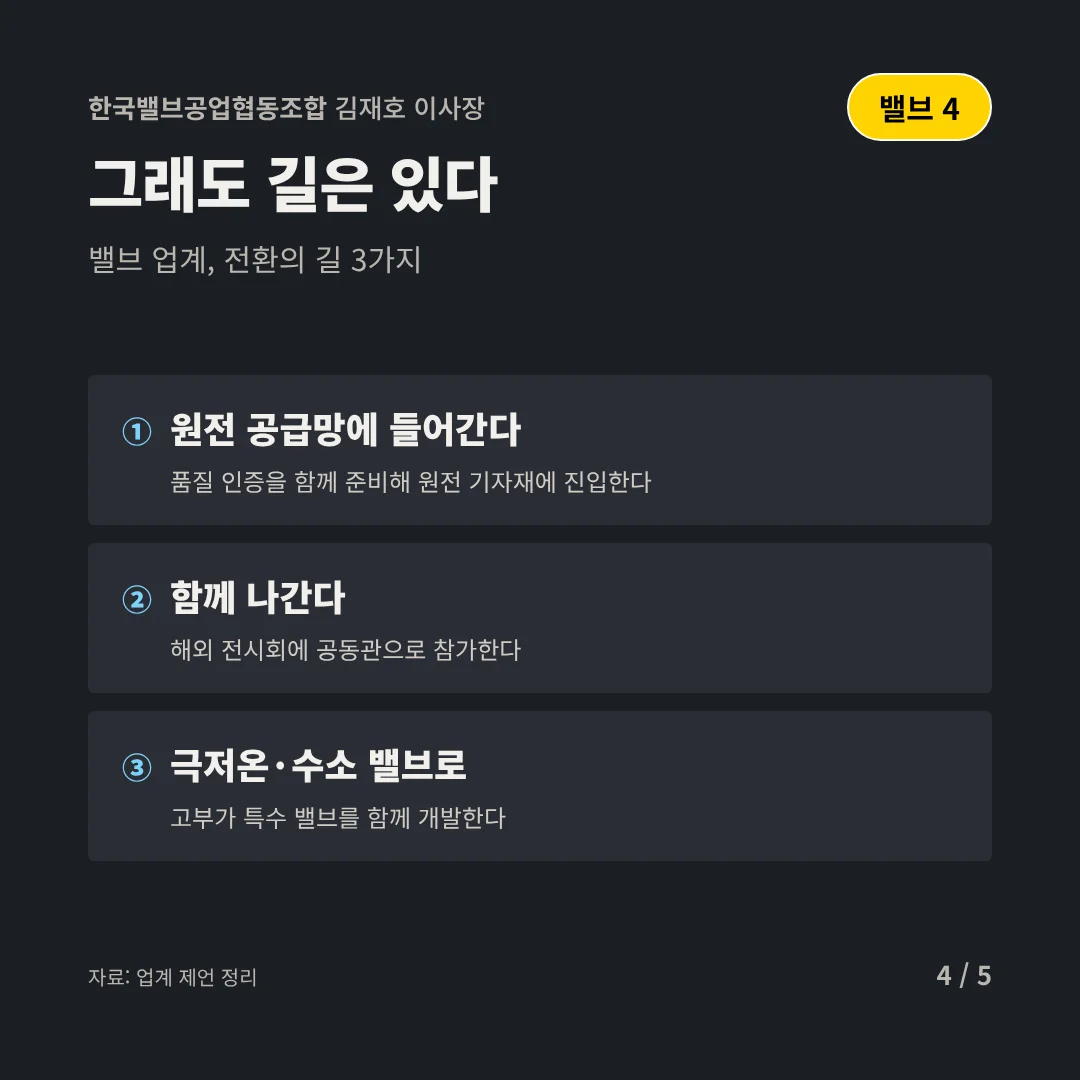 한국밸브공업협동조합 김재호 이사장
밸브 4
그래도 길은 있다
밸브 업계, 전환의 길 3가지
① 원전 공급망에 들어간다
품질 인증을 함께 준비해 원전 기자재에 진입한다
② 함께 나간다
해외 전시회에 공동관으로 참가한다
③ 극저온·수소 밸브로
고부가 특수 밸브를 함께 개발한다
자료: 업계 제언 정리
4 / 5